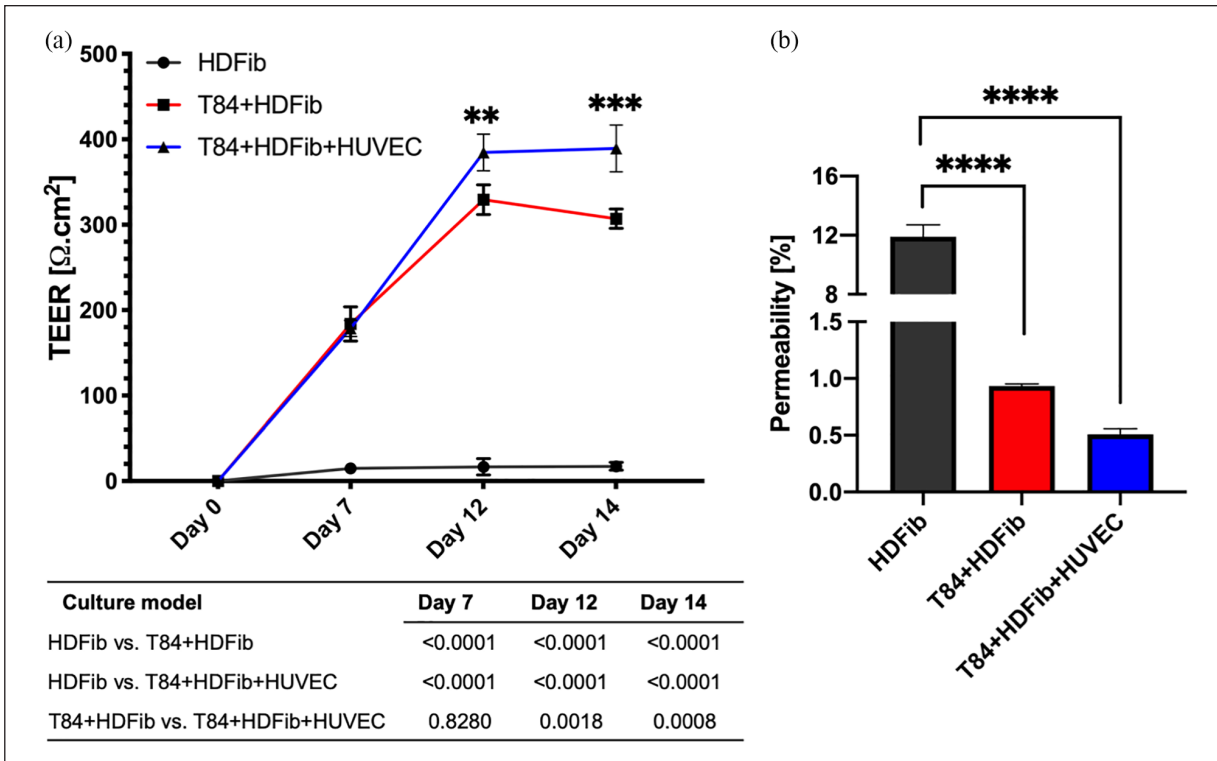 (a)
500
400
300
200
100
0
TEER [Ω.cm²]
HDFib
T84+HDFib
T84+HDFib+HUVEC
**
***
Day 0
Day 7
Day 12
Day 14
Culture model Day 7 Day 12 Day 14
HDFib vs. T84+HDFib <0.0001 <0.0001 <0.0001
HDFib vs. T84+HDFib+HUVEC <0.0001 <0.0001 <0.0001
T84+HDFib vs. T84+HDFib+HUVEC 0.8280 0.0018 0.0008
(b)
****
****
16
12
8
1.5
1.0
0.5
0.0
Permeability [%]
HDFib
T84+HDFib
T84+HDFib+HUVEC